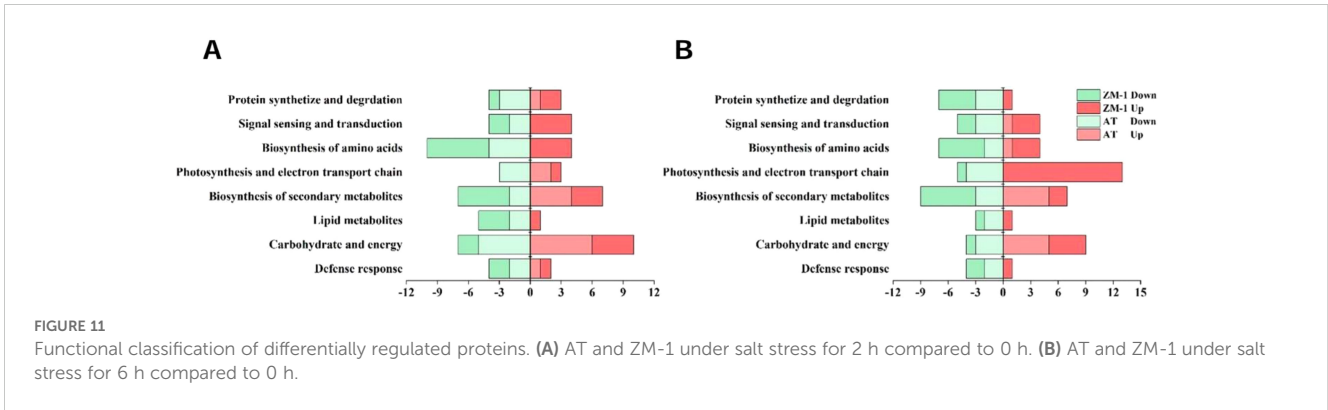 A
Protein synthetize and degrdation
Signal sensing and transduction
Biosynthesis of amino acids
Photosynthesis and electron transport chain
Biosynthesis of secondary metabolites
Lipid metabolites
Carbohydrate and energy
Defense response
-12 -9 -6 -3 0 3 6 9 12
B
Protein synthetize and degrdation
Signal sensing and transduction
Biosynthesis of amino acids
Photosynthesis and electron transport chain
Biosynthesis of secondary metabolites
Lipid metabolites
Carbohydrate and energy
Defense response
-12 -9 -6 -3 0 3 6 9 12 15
ZM-1 Down
ZM-1 Up
AT Down
AT Up
FIGURE 11
Functional classification of differentially regulated proteins. (A) AT and ZM-1 under salt stress for 2 h compared to 0 h. (B) AT and ZM-1 under salt
stress for 6 h compared to 0 h.